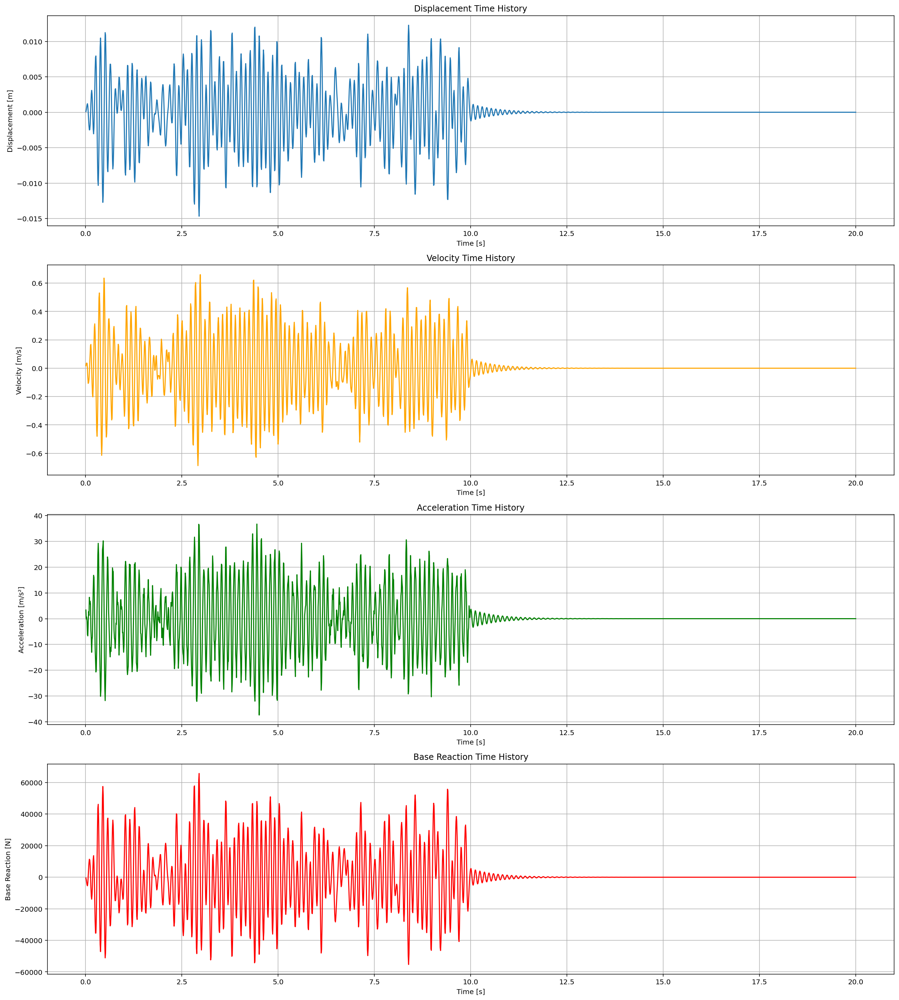 Displacement Time History
Displacement [m]
0.010
0.005
0.000
−0.005
−0.010
−0.015
0.0 2.5 5.0 7.5 10.0 12.5 15.0 17.5 20.0
Time [s]
Velocity Time History
Velocity [m/s]
0.6
0.4
0.2
0.0
−0.2
−0.4
−0.6
0.0 2.5 5.0 7.5 10.0 12.5 15.0 17.5 20.0
Time [s]
Acceleration Time History
Acceleration [m/s²]
40
30
20
10
0
−10
−20
−30
−40
0.0 2.5 5.0 7.5 10.0 12.5 15.0 17.5 20.0
Time [s]
Base Reaction Time History
Base Reaction [N]
60000
40000
20000
0
−20000
−40000
−60000
0.0 2.5 5.0 7.5 10.0 12.5 15.0 17.5 20.0
Time [s]